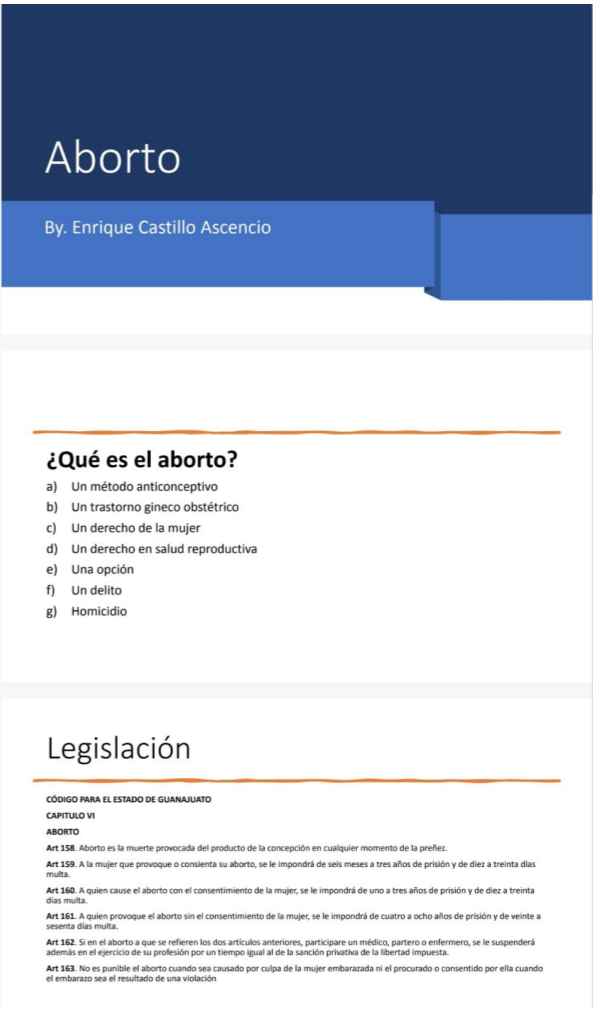 Aborto
By. Enrique Castillo Ascencio
¿Qué es el aborto?
a) Un método anticonceptivo
b) Un trastorno gineco obstétrico
c) Un derecho de la mujer
d) Un derecho en salud reproductiva
e) Una opción
f) Un delito
g) Homicidio
Legislación
CÓDIGO PARA EL ESTADO DE GUANAJUATO
CAPITULO VI
ABORTO
Art 158. Aborto es la muerte provocada del producto de la concepción en cualquier momento de la preñez.
Art 159. A la mujer que provoque o consienta su aborto, se le impondrá de seis meses a tres años de prisión y de diez a treinta días
multa.
Art 160. A quien cause el aborto con el consentimiento de la mujer, se le impondrá de uno a tres años de prisión y de diez a treinta
días multa.
Art 161. A quien provoque el aborto sin el consentimiento de la mujer, se le impondrá de cuatro a ocho años de prisión y de veinte a
sesenta días multa.
Art 162. Si en el aborto a que se refieren los dos artículos anteriores, participare un médico, partero o enfermero, se le suspenderá
además en el ejercicio de su profesión por un tiempo igual al de la sanción privativa de la libertad impuesta.
Art 163. No es punible el aborto cuando sea causado por culpa de la mujer embarazada ni el procurado o consentido por ella cuando
el embarazo sea el resultado de una violación